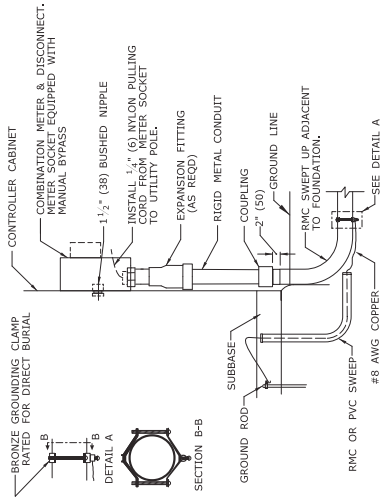 CONTROLLER CABINET
COMBINATION METER & DISCONNECT.
METER SOCKET EQUIPPED WITH
MANUAL BYPASS
1 1/2" (38) BUSHED NIPPLE
INSTALL 1/4" (6) NYLON PULLING
CORD FROM METER SOCKET
TO UTILITY POLE.
EXPANSION FITTING
(AS REQD)
RIGID METAL CONDUIT
COUPLING
2" (50)
GROUND LINE
RMC SWEPT UP ADJACENT
TO FOUNDATION.
SEE DETAIL A
BRONZE GROUNDING CLAMP
RATED FOR DIRECT
BURIAL
B
B
DETAIL A
SECTION B-B
SUBBASE
GROUND ROD
RMC OR PVC SWEEP
#8 AWG COPPER